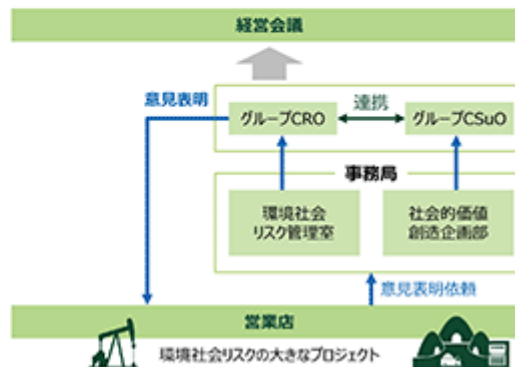 経営会議
意見表明
グループCRO
連携
グループCSuO
事務局
環境社会
リスク管理室
社会的価値
創造企画部
意見表明依頼
営業店
環境社会リスクの大きなプロジェクト